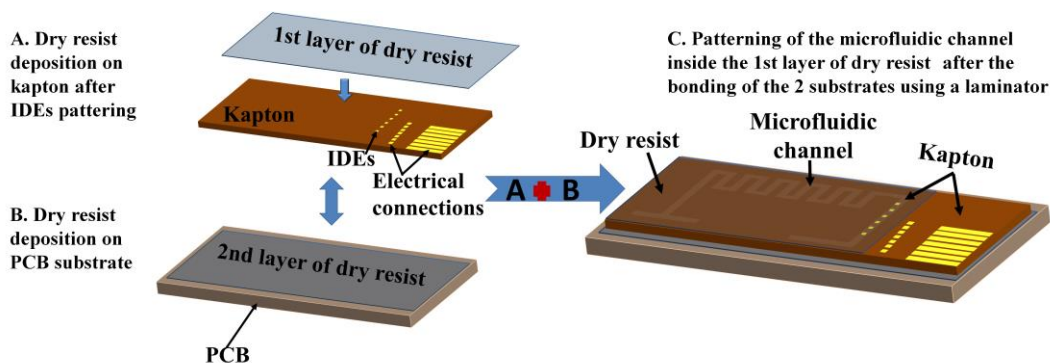 A. Dry resist
deposition on
kapton after
IDEs pattering
1st layer of dry resist
Kapton
IDEs
Electrical
connections
B. Dry resist
deposition on
PCB substrate
2nd layer of dry resist
PCB
A B
C. Patterning of the microfluidic channel
inside the 1st layer of dry resist after the
bonding of the 2 substrates using a laminator
Microfluidic
channel
Dry resist
Kapton